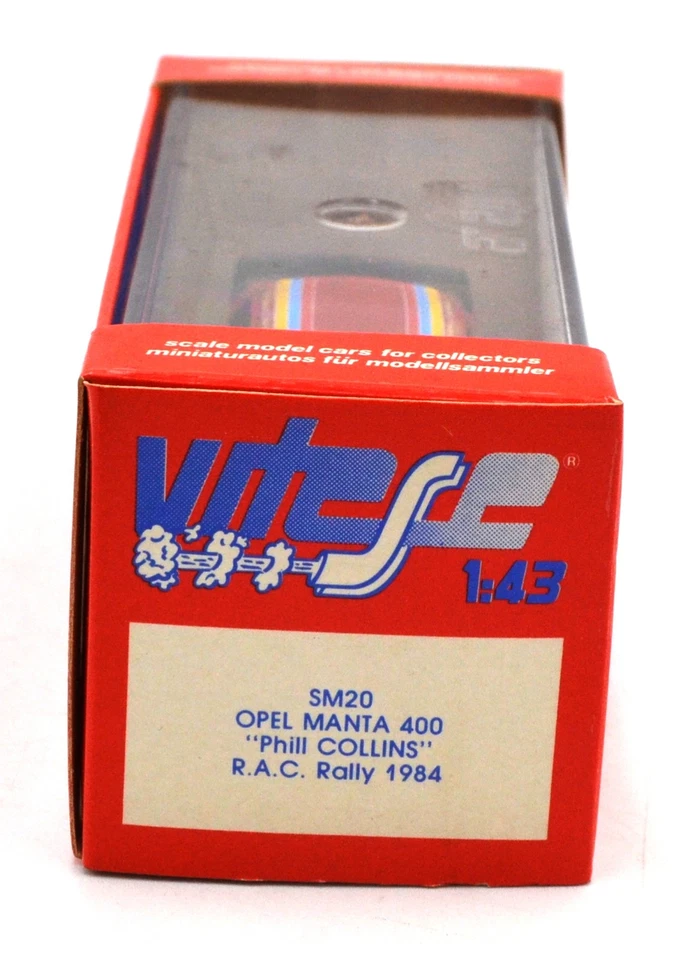 scale model cars for collectors
miniaturautos für modellsammler
vitesse ®
1:43
SM20
OPEL MANTA 400
"Phill COLLINS"
R.A.C. Rally 1984